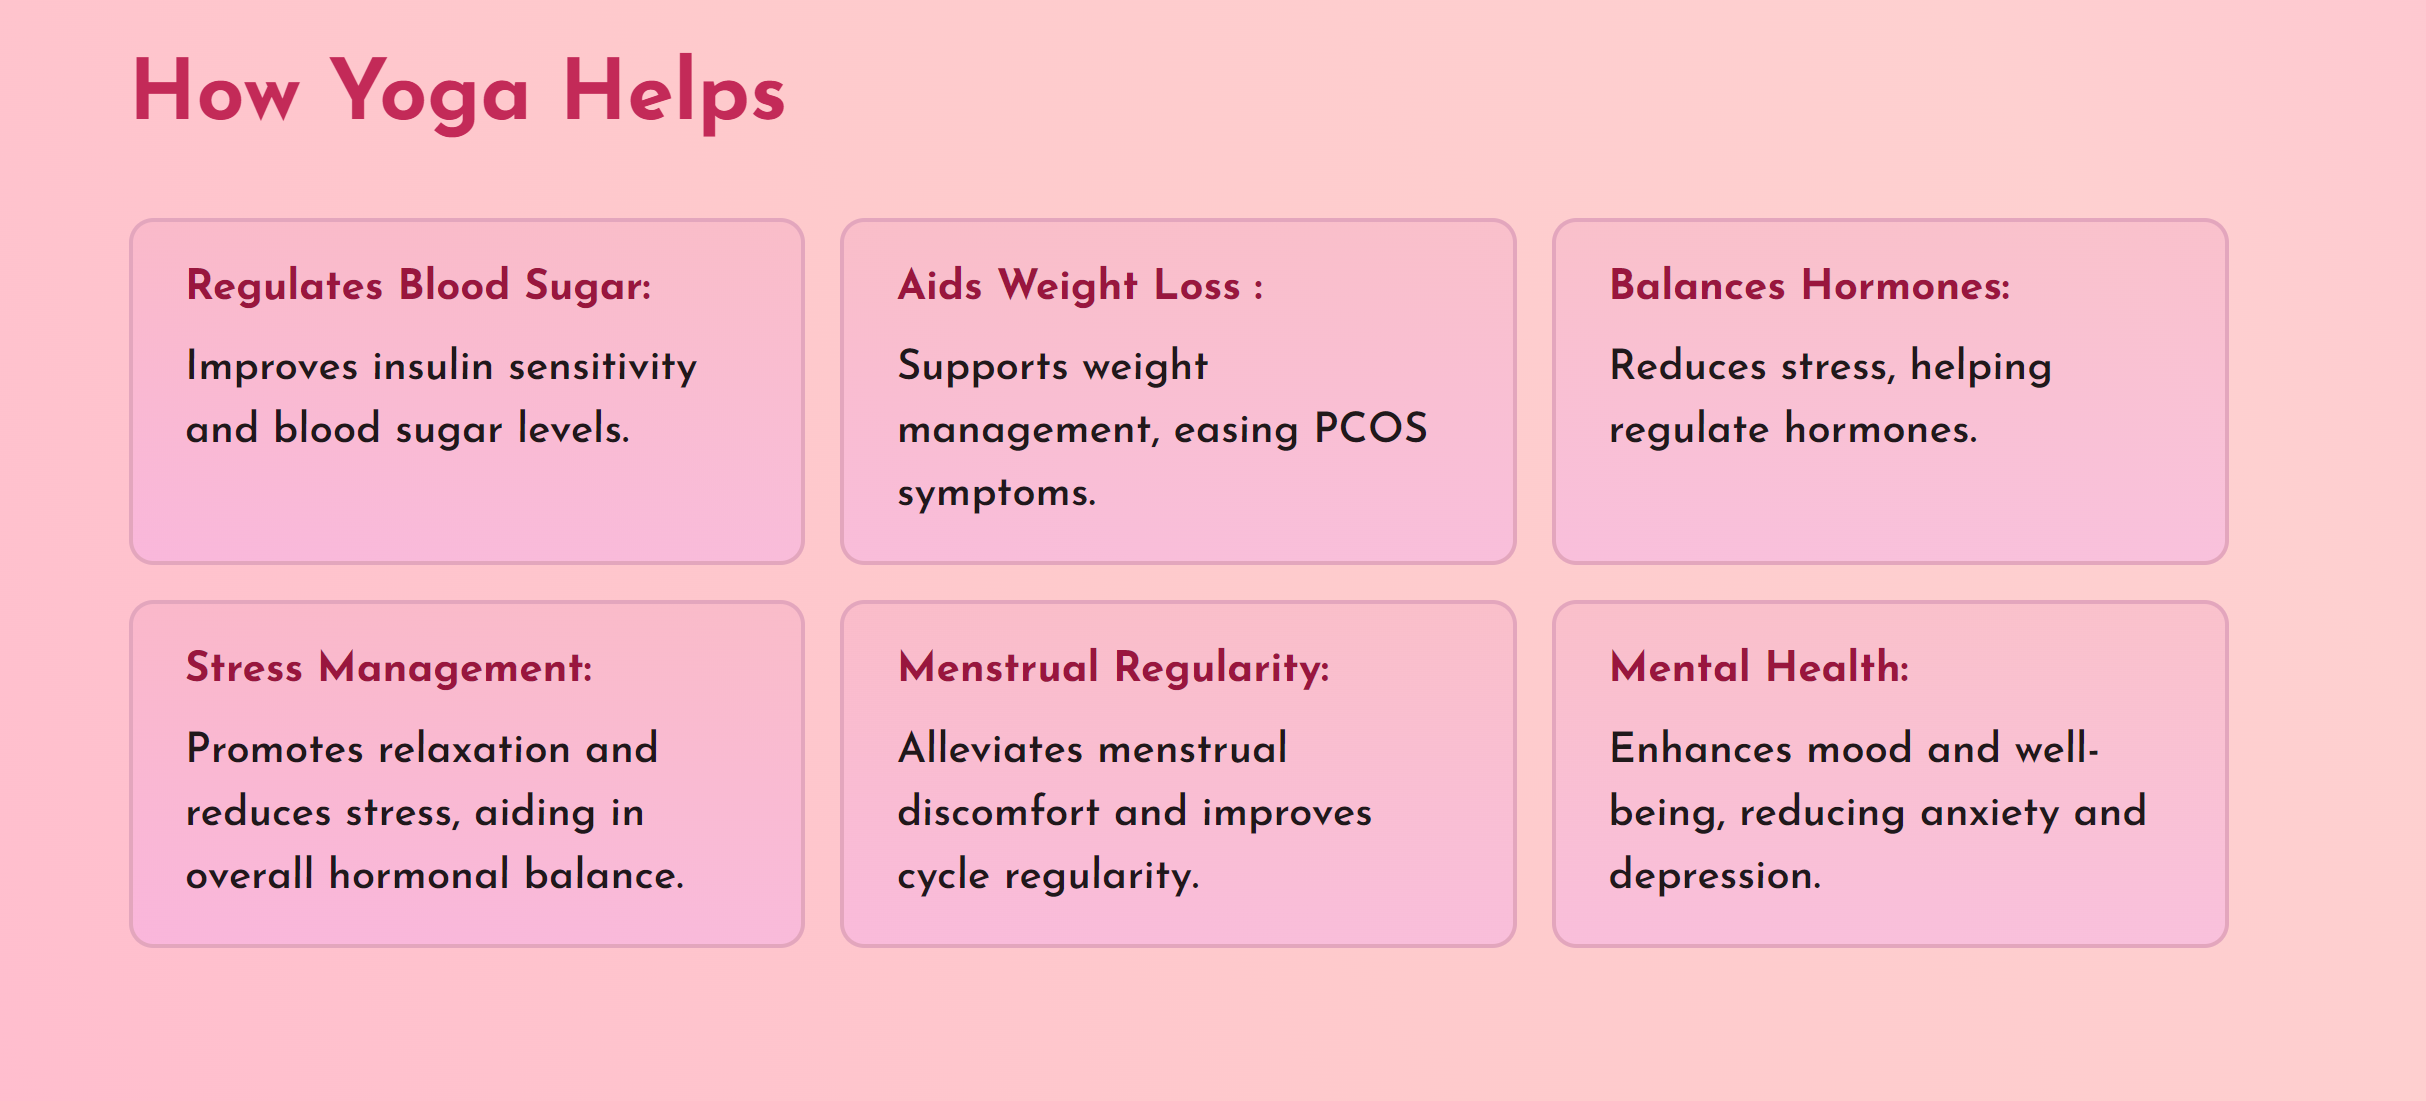 How Yoga Helps
Regulates Blood Sugar:
Improves insulin sensitivity
and blood sugar levels.
Aids Weight Loss :
Supports weight
management, easing PCOS
symptoms.
Balances Hormones:
Reduces stress, helping
regulate hormones.
Stress Management:
Promotes relaxation and
reduces stress, aiding in
overall hormonal balance.
Menstrual Regularity:
Alleviates menstrual
discomfort and improves
cycle regularity.
Mental Health:
Enhances mood and well-
being, reducing anxiety and
depression.